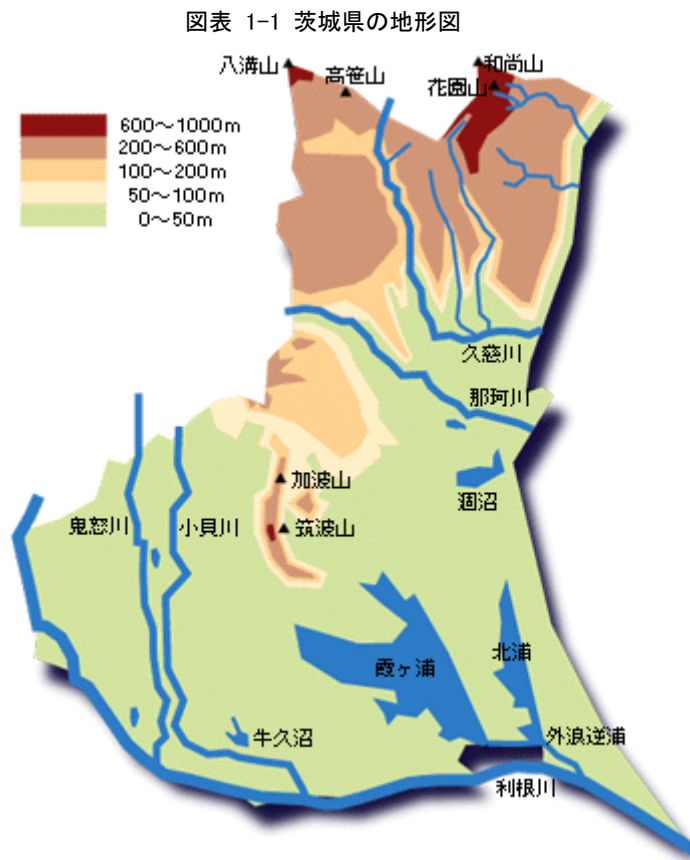 図表 1-1 茨城県の地形図
八溝山
高笹山
和尚山
花園山
600～1000m
200～600m
100～200m
50～100m
0～50m
久慈川
那珂川
加波山
涸沼
鬼怒川
小貝川
筑波山
霞ヶ浦
北浦
牛久沼
外浪逆浦
利根川